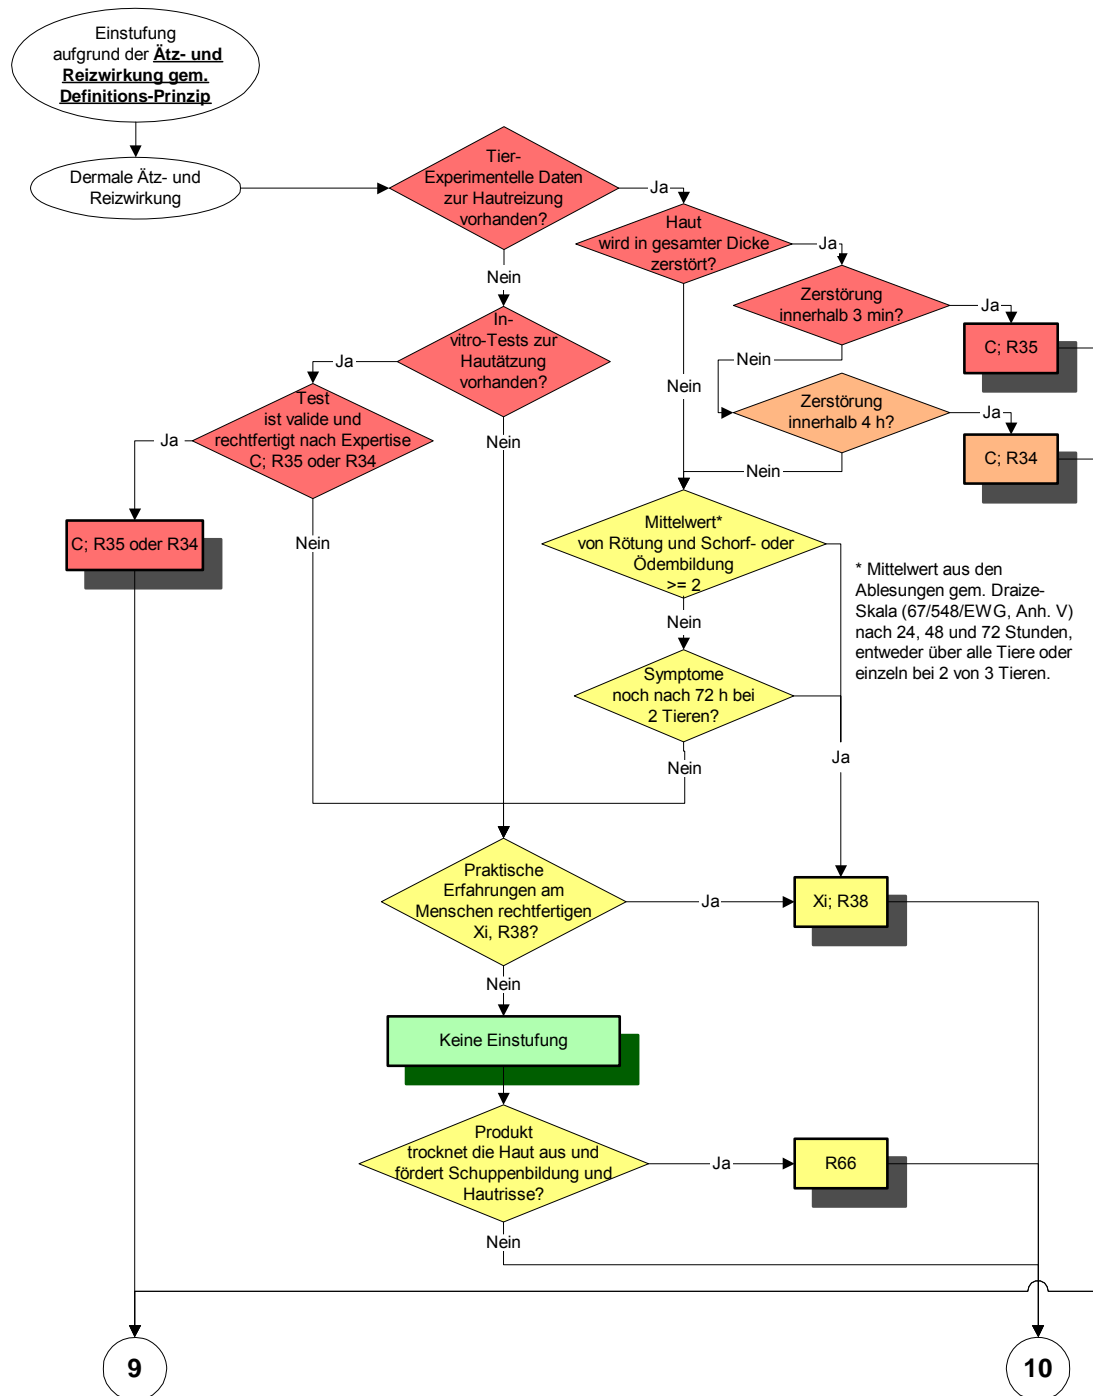 Einstufung
aufgrund der Ätz- und
Reizwirkung gem.
Definitions-Prinzip
Dermale Ätz- und
Reizwirkung
Tier-
Experimentelle Daten
zur Hautreizung
vorhanden?
Ja
Nein
Haut
wird in gesamter Dicke
zerstört?
Ja
Nein
Zerstörung
innerhalb 3 min?
Ja
C; R35
Nein
Zerstörung
innerhalb 4 h?
Ja
C; R34
Nein
In-
vitro-Tests zur
Hautätzung
vorhanden?
Ja
Nein
Test
ist valide und
rechtfertigt nach Expertise
C; R35 oder R34
Ja
C; R35 oder R34
Nein
Mittelwert*
von Rötung und Schorf- oder
Ödembildung
>= 2
Nein
* Mittelwert aus den
Ablesungen gem. Draize-
Skala (67/548/EWG, Anh. V)
nach 24, 48 und 72 Stunden,
entweder über alle Tiere oder
einzeln bei 2 von 3 Tieren.
Symptome
noch nach 72 h bei
2 Tieren?
Ja
Nein
Praktische
Erfahrungen am
Menschen rechtfertigen
Xi, R38?
Ja
Xi; R38
Nein
Keine Einstufung
Produkt
trocknet die Haut aus und
fördert Schuppenbildung und
Hautrisse?
Ja
R66
Nein
9
10